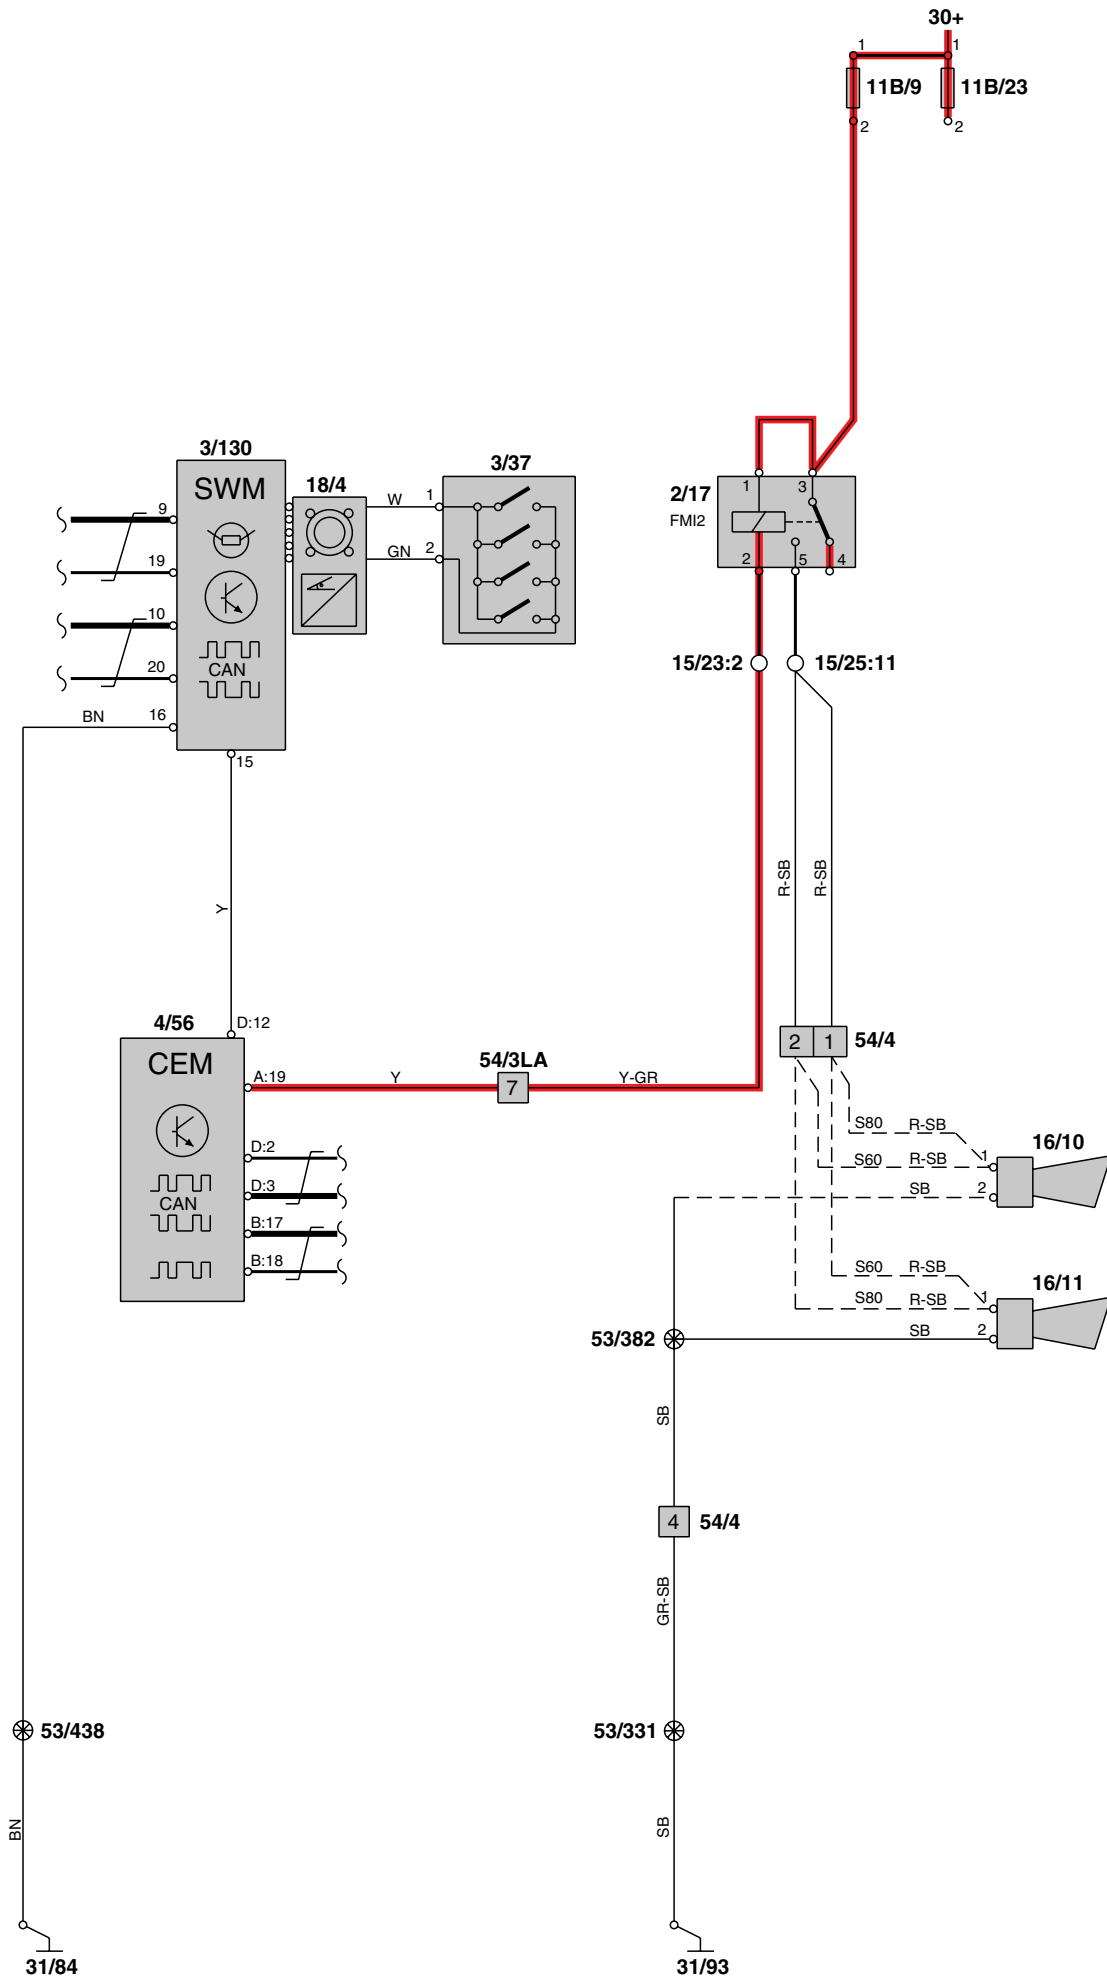 30+
1
1
11B/9
11B/23
2
2
3/130
SWM
18/4
3/37
2/17
FMI2
1
3
9
W
1
19
GN
2
2
5
4
10
20
CAN
15/23:2
15/25:11
BN
16
15
R-SB
R-SB
Y
4/56
D:12
CEM
A:19
Y
54/3LA
7
Y-GR
2
1
54/4
D:2
D:3
CAN
B:17
B:18
S80
R-SB
1
16/10
S60
R-SB
SB
2
S60
R-SB
1
16/11
S80
R-SB
53/382
SB
2
SB
4
54/4
GR-SB
53/438
53/331
BN
SB
31/84
31/93